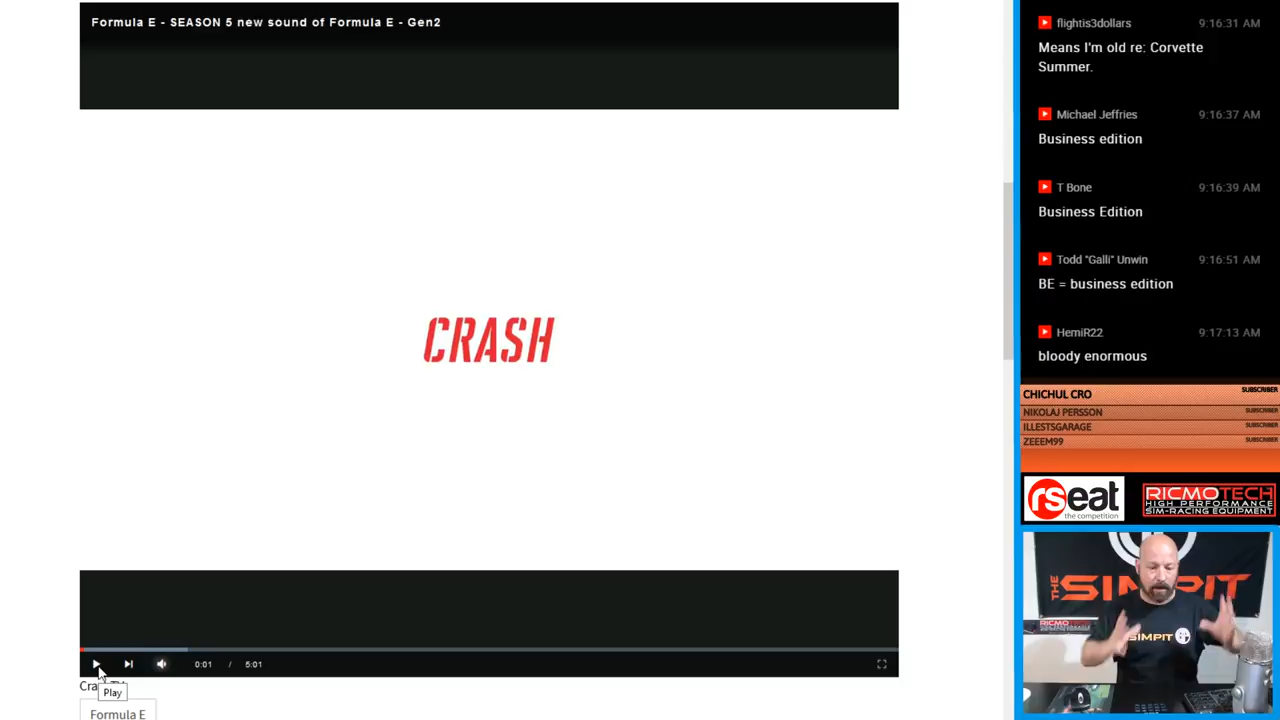 Formula E - SEASON 5 new sound of Formula E - Gen2
CRASH
0:01 / 5:01
Play
Formula E
flightis3dollars 9:16:31 AM
Means I'm old re: Corvette
Summer.
Michael Jeffries 9:16:37 AM
Business edition
T Bone 9:16:39 AM
Business Edition
Todd "Galli" Unwin 9:16:51 AM
BE = business edition
HemiR22 9:17:13 AM
bloody enormous
CHICHUL CRO SUBSCRIBER
NIKOLAJ PERSSON SUBSCRIBER
ILLESTSGARAGE SUBSCRIBER
ZEEEM99 SUBSCRIBER
rseat
the competition
RICMOTECH
HIGH PERFORMANCE
SIM-RACING EQUIPMENT
THE SIMPIT
RICMOTECH
SIMPIT